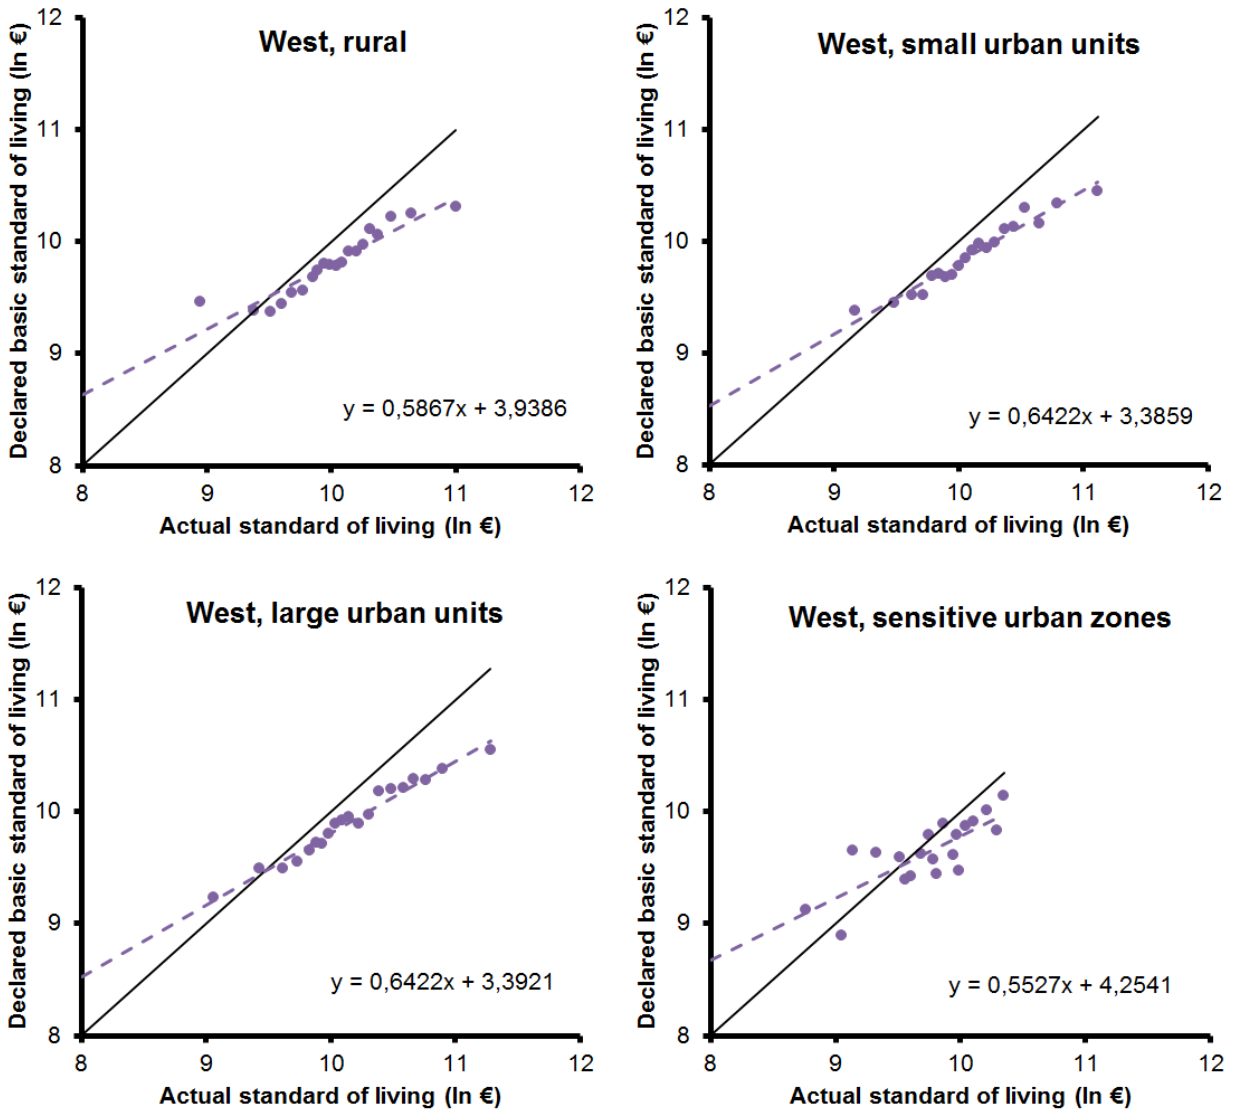 West, rural
Declared basic standard of living (ln €)
12
11
10
9
8
y = 0,5867x + 3,9386
8 9 10 11 12
Actual standard of living (ln €)
West, small urban units
Declared basic standard of living (ln €)
12
11
10
9
8
y = 0,6422x + 3,3859
8 9 10 11 12
Actual standard of living (ln €)
West, large urban units
Declared basic standard of living (ln €)
12
11
10
9
8
y = 0,6422x + 3,3921
8 9 10 11 12
Actual standard of living (ln €)
West, sensitive urban zones
Declared basic standard of living (ln €)
12
11
10
9
8
y = 0,5527x + 4,2541
8 9 10 11 12
Actual standard of living (ln €)